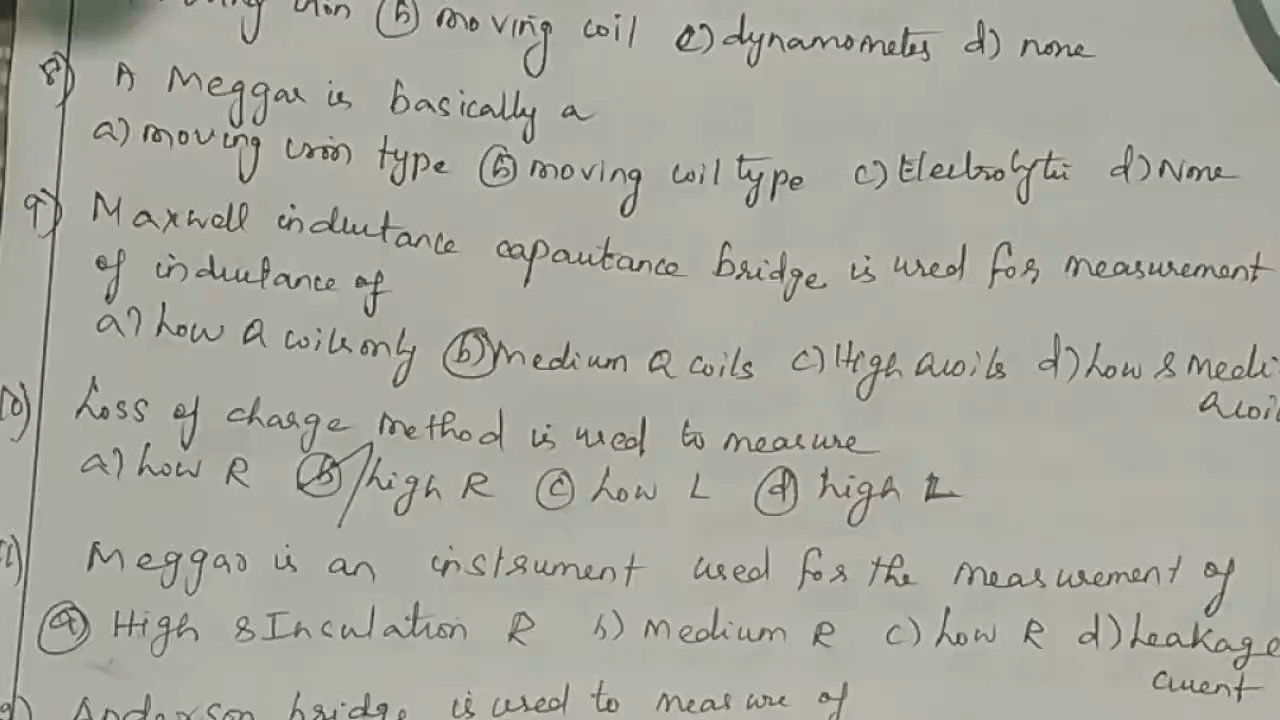 moving iron (b) moving coil c) dynamometer d) none
8) A Meggar is basically a
a) moving iron type (b) moving coil type c) Electrolytic d) None
9) Maxwell inductance capacitance bridge is used for measurement
of inductance of
a) Low Q coils only (b) Medium Q coils c) High Q coils d) Low & Medi
Q coil
10) Loss of charge method is used to measure
a) Low R (b) high R (c) Low L (d) high L
11) Meggar is an instrument used for the measurement of
(a) High & Insulation R b) Medium R c) Low R d) Leakage
current
Anderson bridge is used to measure of